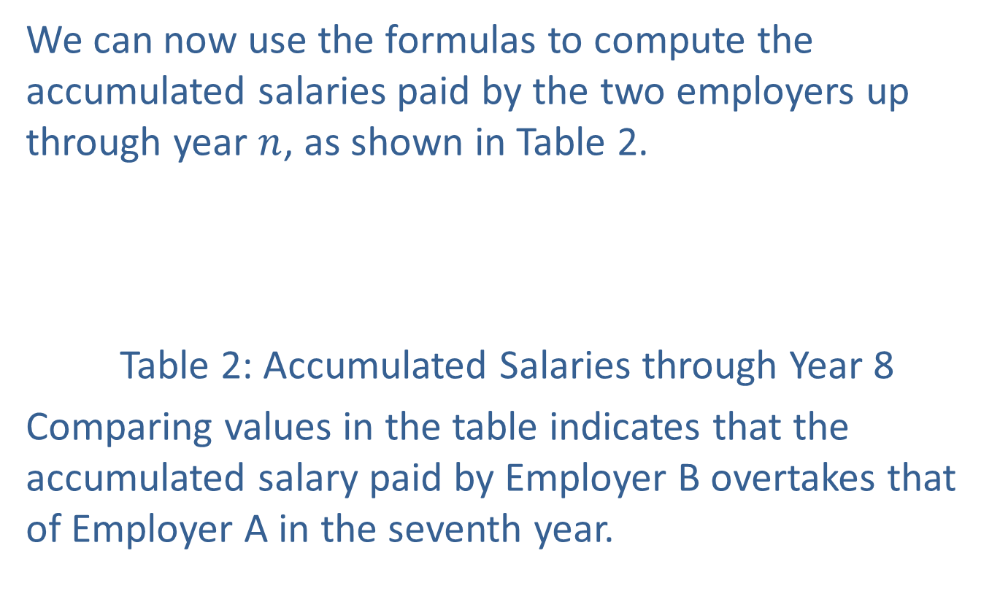 We can now use the formulas to compute the
accumulated salaries paid by the two employers up
through year n, as shown in Table 2.
Table 2: Accumulated Salaries through Year 8
Comparing values in the table indicates that the
accumulated salary paid by Employer B overtakes that
of Employer A in the seventh year.